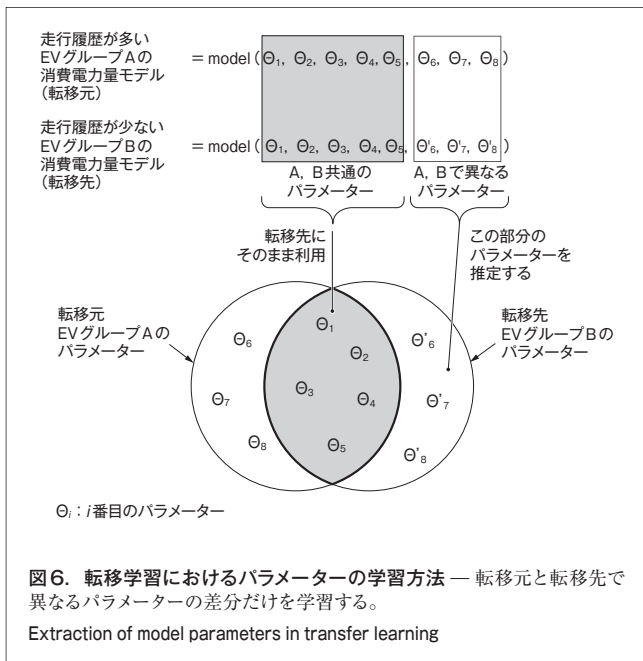 走行履歴が多い
EVグループAの
消費電力量モデル
（転移元）
= model (Θ1, Θ2, Θ3, Θ4, Θ5, Θ6, Θ7, Θ8)
走行履歴が少ない
EVグループBの
消費電力量モデル
（転移先）
= model (Θ1, Θ2, Θ3, Θ4, Θ5, Θ'6, Θ'7, Θ'8)
A, B共通の
パラメーター
A, Bで異なる
パラメーター
転移先に
そのまま利用
この部分の
パラメーターを
推定する
転移元
EVグループAの
パラメーター
転移先
EVグループBの
パラメーター
Θ6
Θ7
Θ8
Θ1
Θ2
Θ3
Θ4
Θ5
Θ'6
Θ'7
Θ'8
Θi：i番目のパラメーター
図6. 転移学習におけるパラメーターの学習方法 — 転移元と転移先で
異なるパラメーターの差分だけを学習する。
Extraction of model parameters in transfer learning